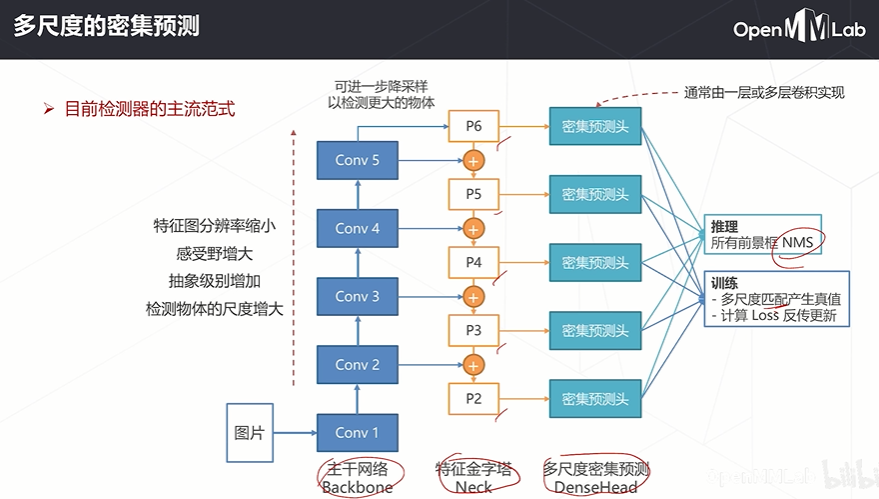 多尺度的密集预测
OpenMMLab
可进一步降采样
以检测更大的物体
通常由一层或多层卷积实现
➢ 目前检测器的主流范式
P6
密集预测头
Conv 5
+
P5
密集预测头
特征图分辨率缩小
感受野增大
抽象级别增加
检测物体的尺度增大
Conv 4
+
P4
密集预测头
推理
所有前景框 NMS
Conv 3
+
P3
密集预测头
训练
- 多尺度匹配产生真值
- 计算 Loss 反传更新
Conv 2
+
P2
密集预测头
图片
Conv 1
主干网络
Backbone
特征金字塔
Neck
多尺度密集预测
DenseHead
OpenMMLab
bilibili